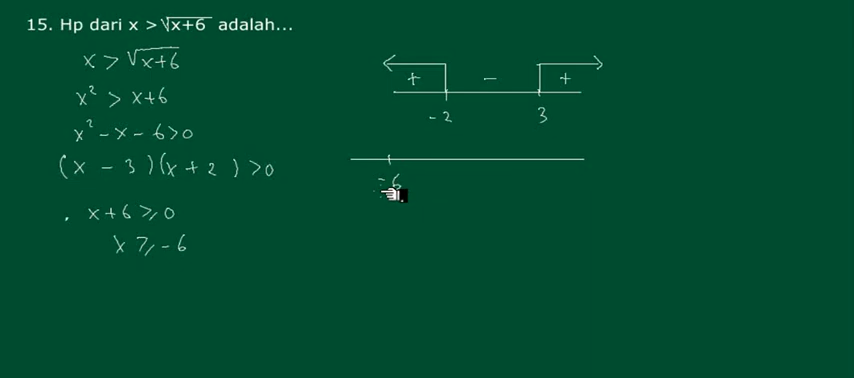 15. Hp dari x > √x+6 adalah...
x > √x+6
x² > x+6
x² - x - 6 > 0
(x - 3)(x + 2) > 0
. x + 6 ≥ 0
x ≥ -6
+ - +
-2 3
-6